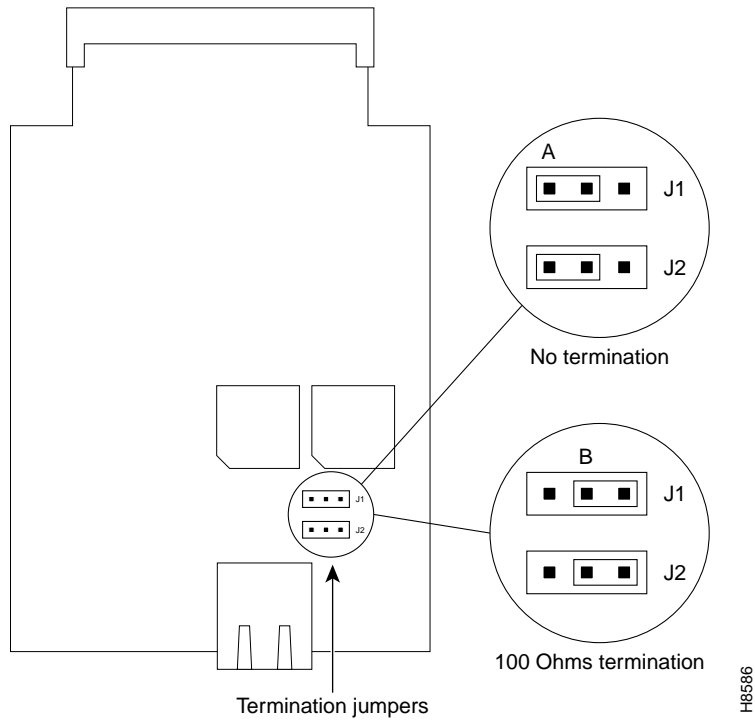 A
J1
J2
No termination
B
J1
J2
100 Ohms termination
J1
J2
Termination jumpers
H8586